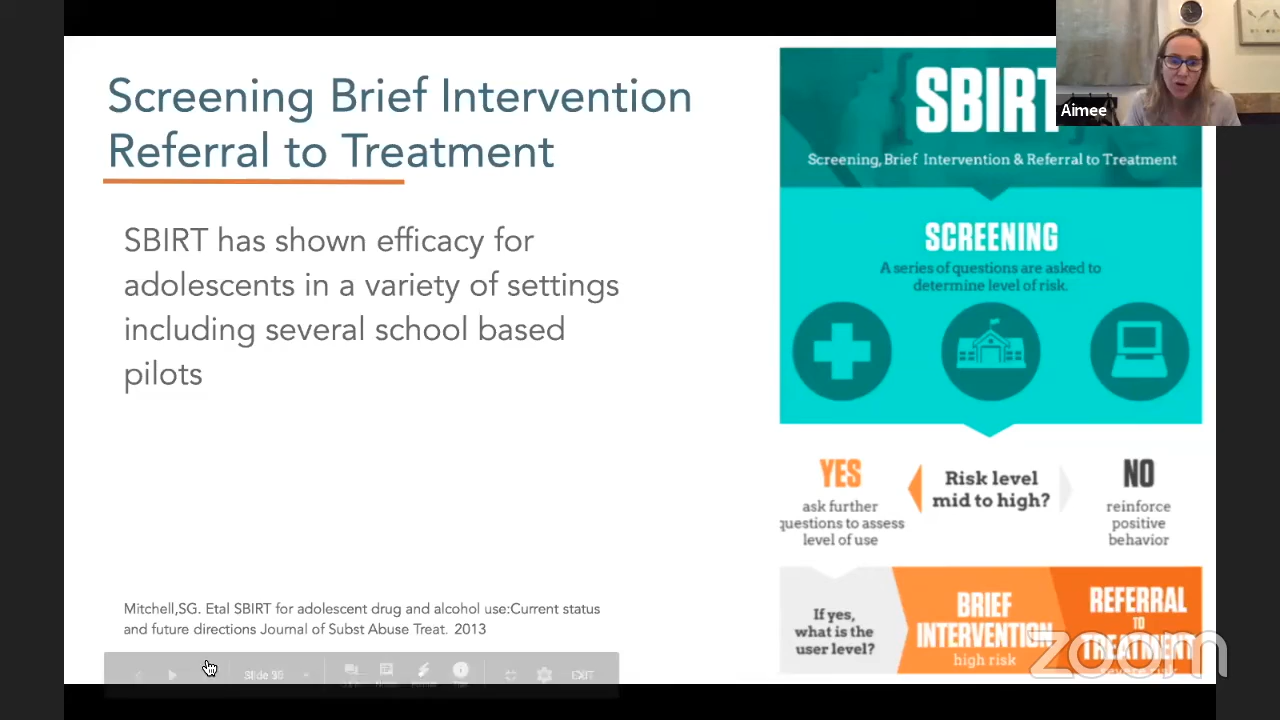 Screening Brief Intervention
Referral to Treatment
SBIRT has shown efficacy for
adolescents in a variety of settings
including several school based
pilots
Mitchell,SG. Etal SBIRT for adolescent drug and alcohol use:Current status
and future directions Journal of Subst Abuse Treat. 2013
SBIRT
Screening, Brief Intervention & Referral to Treatment
SCREENING
A series of questions are asked to
determine level of risk.
YES
ask further
questions to assess
level of use
Risk level
mid to high?
NO
reinforce
positive
behavior
If yes,
what is the
user level?
BRIEF
INTERVENTION
high risk
REFERRAL
TO
TREATMENT
Aimee
EXIT
zoom